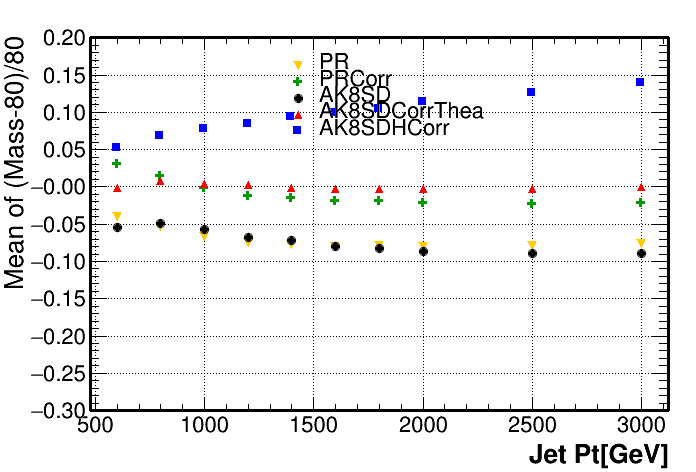 Mean of (Mass-80)/80
0.20
0.15
0.10
0.05
−0.00
−0.05
−0.10
−0.15
−0.20
−0.25
−0.30
PR
PRCorr
AK8SD
AK8SDCorrThea
AK8SDHCorr
500 1000 1500 2000 2500 3000
Jet Pt[GeV]